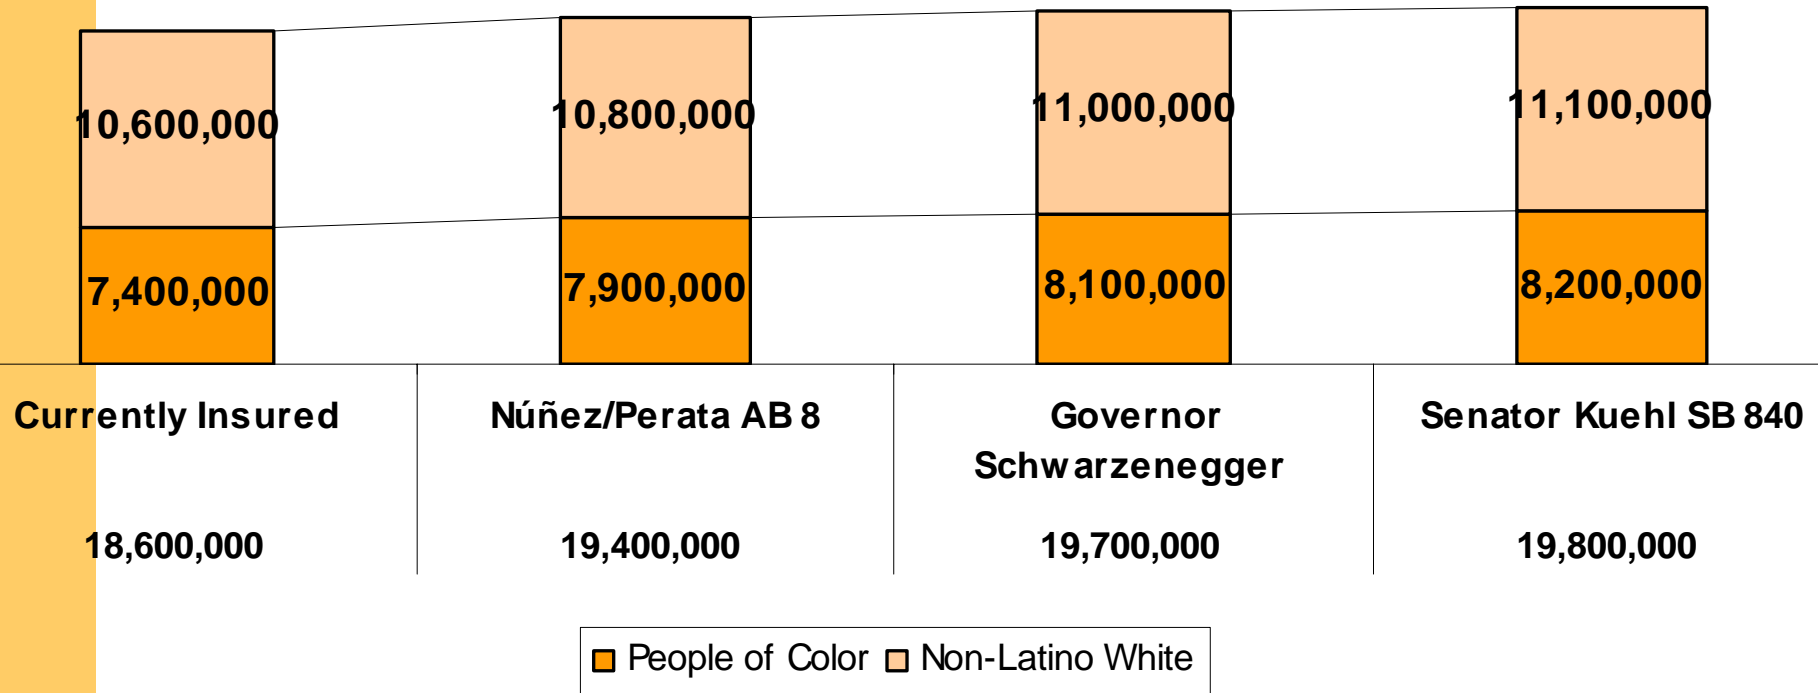 10,600,000
10,800,000
11,000,000
11,100,000
7,400,000
7,900,000
8,100,000
8,200,000
Currently Insured
Núñez/Perata AB 8
Governor
Schwarzenegger
Senator Kuehl SB 840
18,600,000
19,400,000
19,700,000
19,800,000
People of Color
Non-Latino White